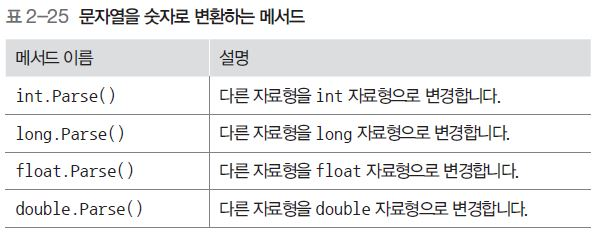 표 2-25 문자열을 숫자로 변환하는 메서드
메서드 이름 설명
int.Parse() 다른 자료형을 int 자료형으로 변경합니다.
long.Parse() 다른 자료형을 long 자료형으로 변경합니다.
float.Parse() 다른 자료형을 float 자료형으로 변경합니다.
double.Parse() 다른 자료형을 double 자료형으로 변경합니다.